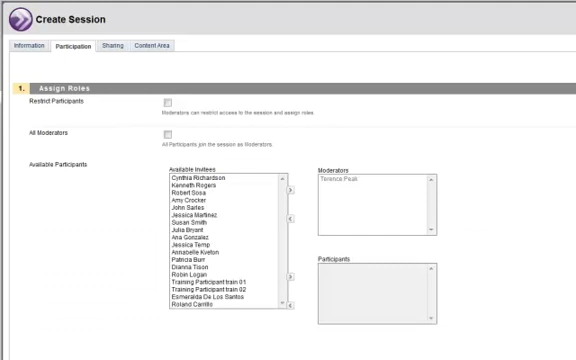 Create Session
Information Participation Sharing Content Area
1. Assign Roles
Restrict Participants
Moderators can restrict access to the session and assign roles
All Moderators
All Participants join the session as Moderators.
Available Participants
Available Invitees
Cynthia Richardson
Kenneth Rogers
Robert Sosa
Amy Crocker
John Sartes
Jessica Martinez
Susan Smith
Julia Bryant
Ana Gonzalez
Jessica Temp
Annabelle Kveton
Patricia Burr
Dianna Tison
Robin Logan
Training Participant train 01
Training Participant train 02
Esmeralda De Los Santos
Roland Carrillo
Moderators
Terence Peak
Participants